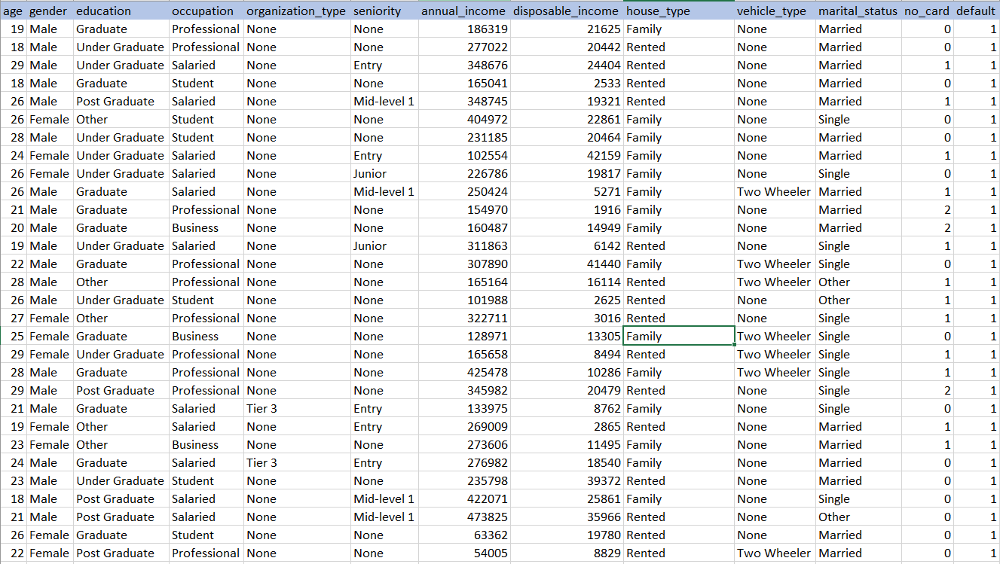 age gender education occupation organization_type seniority annual_income disposable_income house_type vehicle_type marital_status no_card default
19 Male Graduate Professional None None 186319 21625 Family None Married 0 1
18 Male Under Graduate Professional None None 277022 20442 Rented None Married 0 1
29 Male Under Graduate Salaried None Entry 348676 24404 Rented None Married 1 1
18 Male Graduate Student None None 165041 2533 Rented None Married 0 1
26 Male Post Graduate Salaried None Mid-level 1 348745 19321 Rented None Married 1 1
26 Female Other Student None None 404972 22861 Family None Single 0 1
28 Male Under Graduate Student None None 231185 20464 Family None Married 0 1
24 Female Under Graduate Salaried None Entry 102554 42159 Family None Married 1 1
26 Female Under Graduate Salaried None Junior 226786 19817 Family None Single 0 1
26 Male Graduate Salaried None Mid-level 1 250424 5271 Family Two Wheeler Married 1 1
21 Male Graduate Professional None None 154970 1916 Family None Married 2 1
20 Male Graduate Business None None 160487 14949 Family None Married 2 1
19 Male Under Graduate Salaried None Junior 311863 6142 Rented None Single 1 1
22 Male Graduate Professional None None 307890 41440 Family Two Wheeler Single 0 1
28 Male Other Professional None None 165164 16114 Rented Two Wheeler Other 1 1
26 Male Under Graduate Student None None 101988 2625 Rented None Other 1 1
27 Female Other Professional None None 322711 3016 Rented None Single 1 1
25 Female Graduate Business None None 128971 13305 Family Two Wheeler Single 0 1
29 Female Under Graduate Professional None None 165658 8494 Rented Two Wheeler Single 1 1
28 Male Graduate Professional None None 425478 10286 Family Two Wheeler Single 1 1
29 Male Post Graduate Professional None None 345982 20479 Rented None Single 2 1
21 Male Graduate Salaried Tier 3 Entry 133975 8762 Family None Single 0 1
19 Female Other Salaried None Entry 269009 2865 Rented None Married 1 1
23 Female Other Business None None 273606 11495 Family None Married 1 1
24 Male Graduate Salaried Tier 3 Entry 276982 18540 Family None Married 0 1
23 Male Under Graduate Student None None 235798 39372 Rented None Married 0 1
18 Male Post Graduate Salaried None Mid-level 1 422071 25861 Family None Single 0 1
21 Male Post Graduate Salaried None Mid-level 1 473825 35966 Rented None Other 0 1
26 Female Graduate Student None None 63362 19780 Rented None Married 0 1
22 Female Post Graduate Professional None None 54005 8829 Rented Two Wheeler Married 0 1